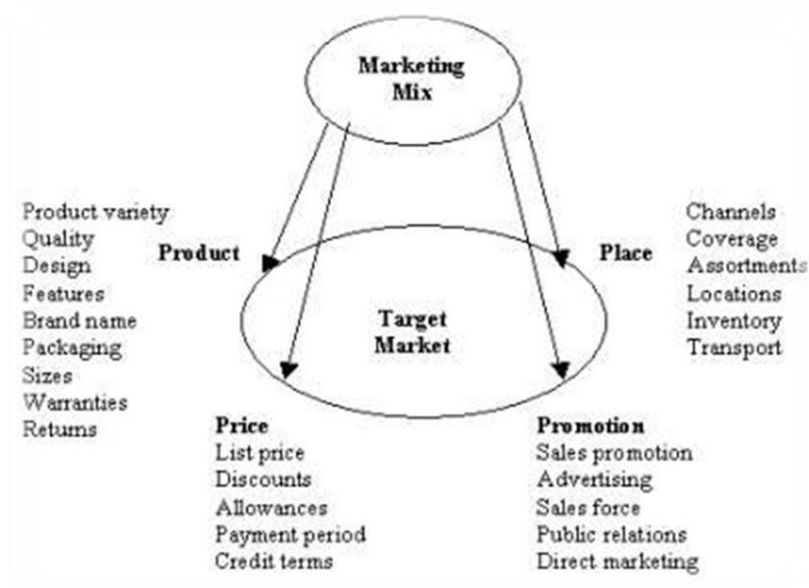 Marketing
Mix
Product variety
Quality
Design
Features
Brand name
Packaging
Sizes
Warranties
Returns
Product
Place
Channels
Coverage
Assortments
Locations
Inventory
Transport
Target
Market
Price
List price
Discounts
Allowances
Payment period
Credit terms
Promotion
Sales promotion
Advertising
Sales force
Public relations
Direct marketing